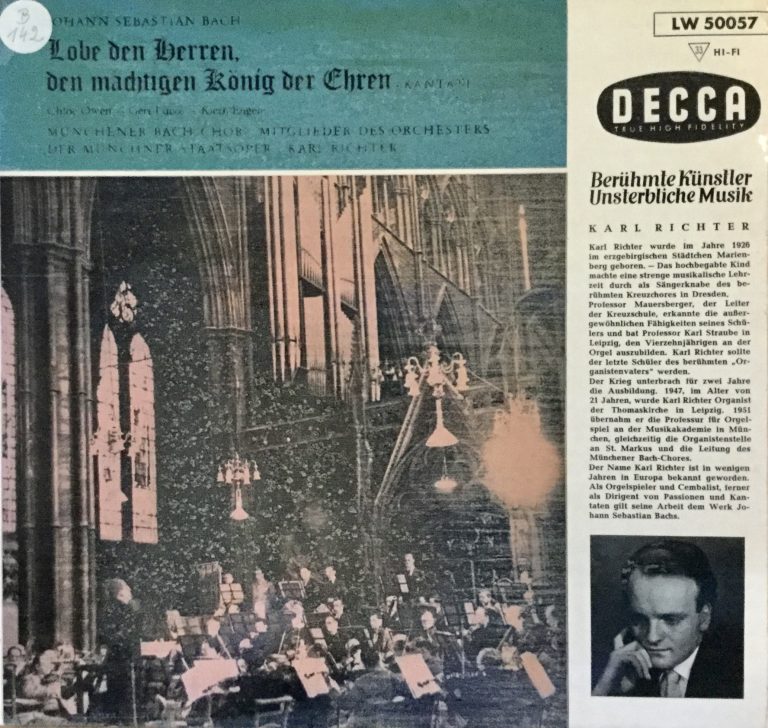 B
142
JOHANN SEBASTIAN BACH
Lobe den Herren,
den mächtigen König der Ehren · KANTATE
MÜNCHENER BACH-CHOR · MITGLIEDER DES ORCHESTERS
DER MÜNCHNER STAATSOPER · KARL RICHTER
LW 50057
33 HI-FI
DECCA
TRUE HIGH FIDELITY
Berühmte Künstler
Unsterbliche Musik
KARL RICHTER
Karl Richter wurde im Jahre 1926
im erzgebirgischen Städtchen Marien-
berg geboren. — Das hochbegabte Kind
machte eine strenge musikalische Lehr-
zeit durch als Sängerknabe des be-
rühmten Kreuzchores in Dresden.
Professor Mauersberger, der Leiter
der Kreuzschule, erkannte die außer-
gewöhnlichen Fähigkeiten seines Schü-
lers und bat Professor Karl Straube in
Leipzig, den Vierzehnjährigen an der
Orgel auszubilden. Karl Richter sollte
der letzte Schüler des berühmten „Or-
ganistenvaters" werden.
Der Krieg unterbrach für zwei Jahre
die Ausbildung. 1947, im Alter von
21 Jahren, wurde Karl Richter Organist
der Thomaskirche in Leipzig. 1951
übernahm er die Professur für Orgel-
spiel an der Musikakademie in Mün-
chen, gleichzeitig die Organistenstelle
an St. Markus und die Leitung des
Münchener Bach-Chores.
Der Name Karl Richter ist in wenigen
Jahren in Europa bekannt geworden.
Als Orgelspieler und Cembalist, ferner
als Dirigent von Passionen und Kan-
taten gilt seine Arbeit dem Werk Jo-
hann Sebastian Bachs.